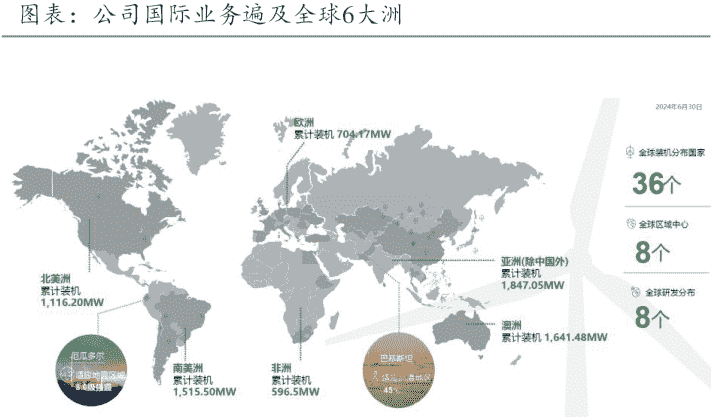 图表：公司国际业务遍及全球6大洲
2024年6月30日
欧洲
累计装机 704.17MW
全球装机分布国家
36个
全球区域中心
8个
全球研发分布
8个
亚洲(除中国外)
累计装机
1,847.05MW
北美洲
累计装机
1,116.20MW
澳洲
累计装机 1,641.48MW
厄瓜多尔
南美洲
累计装机
1,515.50MW
非洲
累计装机
596.5MW
巴基斯坦